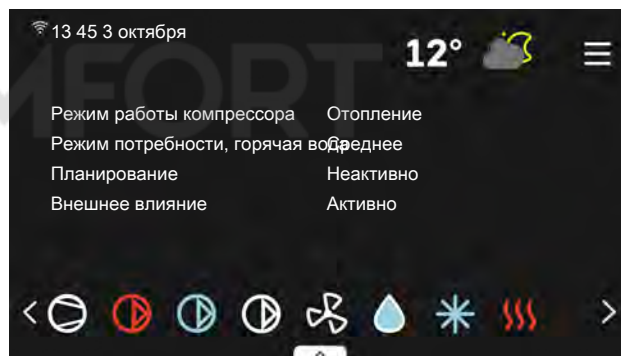 13 45 3 октября
12°
Режим работы компрессора Отопление
Режим потребности, горячая вода Среднее
Планирование Неактивно
Внешнее влияние Активно